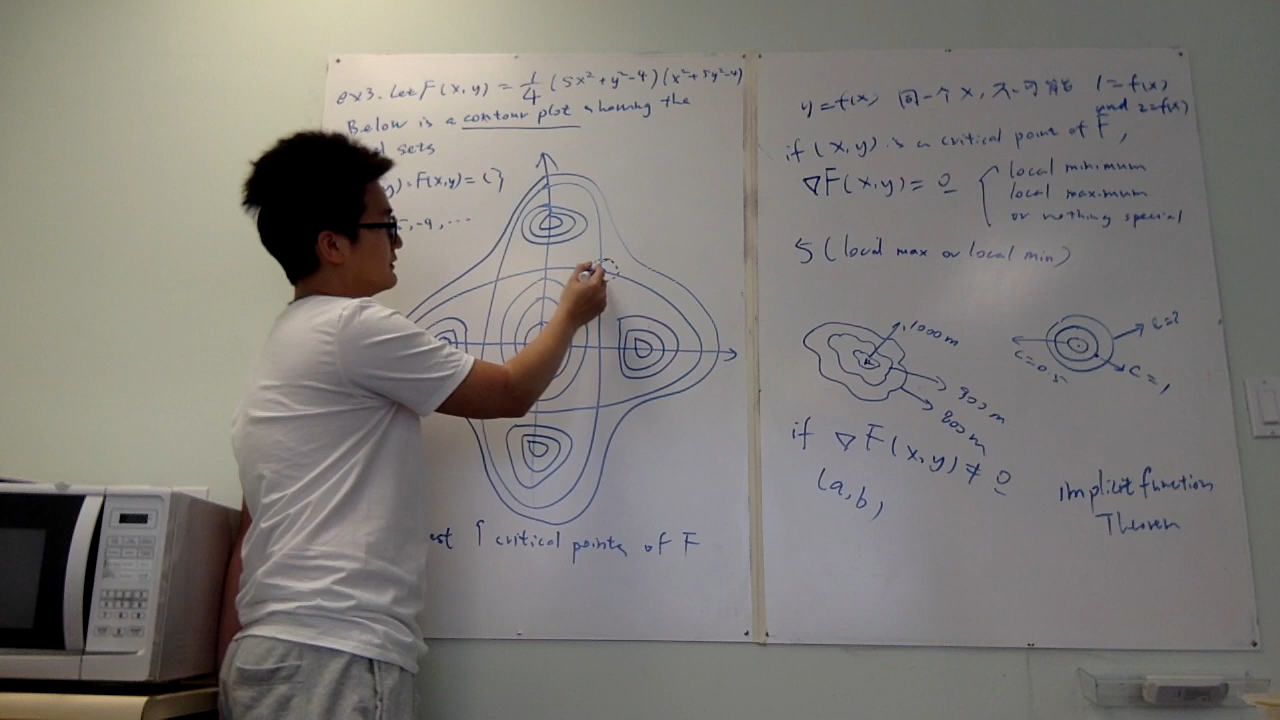 ex3. Let F(x,y) = 1/4 (5x²+y²-4)(x²+5y²-4)
Below is a contour plot showing the
sets
y) = F(x,y) = C}
-4, ...
est 9 critical points of F
y=f(x) 同一个x,不可能 1=f(x)
and 2=f(x)
if (x,y) is a critical point of F,
∇F(x,y) = 0 { local minimum
local maximum
or nothing special
5 (local max or local min)
1000m
900m
800m
C=2
C=1
C=0.5
if ∇F(x,y) ≠ 0
(a,b)
implicit function
Theorem